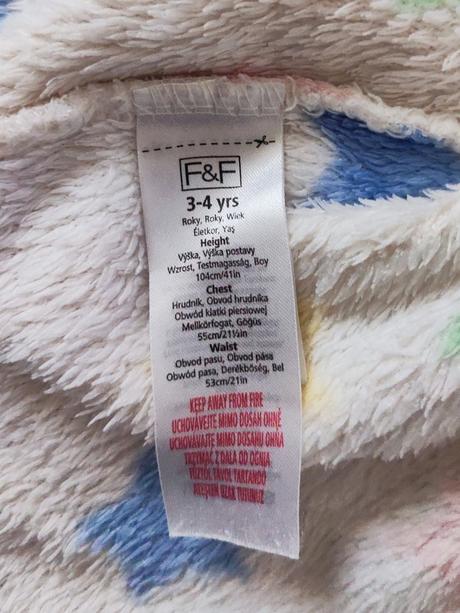 F&F
3-4 yrs
Roky, Roky, Wiek
Életkor, Yaş
Height
Výška, Výška postavy
Wzrost, Testmagasság, Boy
104cm/41in
Chest
Hrudník, Obvod hrudníka
Obwód klatki piersiowej
Mellkörfogat, Göğüs
55cm/21½in
Waist
Obvod pasu, Obvod pása
Obwód pasa, Derékbőség, Bel
53cm/21in
KEEP AWAY FROM FIRE
UCHOVÁVEJTE MIMO DOSAH OHNĚ
UCHOVÁVAJTE MIMO DOSAHU OHŇA
TRZYMAĆ Z DALA OD OGNIA
TŰZTŐL TÁVOL TARTANDÓ
ATEŞTEN UZAK TUTUNUZ